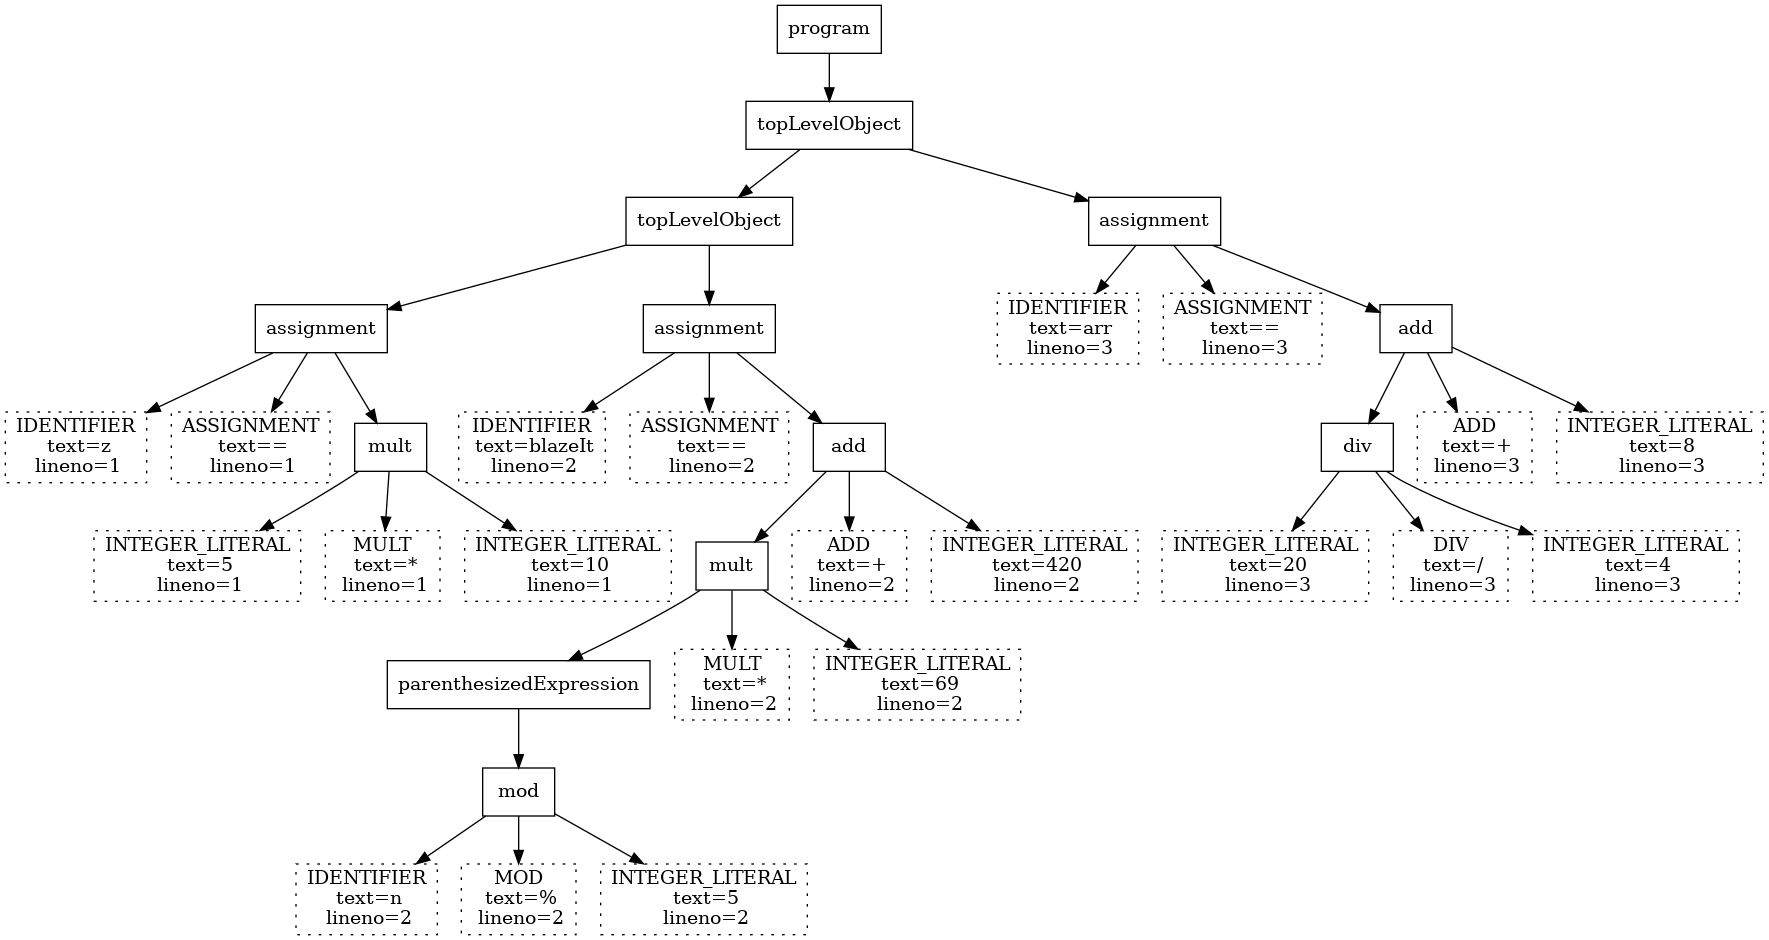 program
topLevelObject
topLevelObject
assignment
assignment
assignment
IDENTIFIER
text=arr
lineno=3
ASSIGNMENT
text==
lineno=3
add
IDENTIFIER
text=z
lineno=1
ASSIGNMENT
text==
lineno=1
mult
IDENTIFIER
text=blazeIt
lineno=2
ASSIGNMENT
text==
lineno=2
add
div
ADD
text=+
lineno=3
INTEGER_LITERAL
text=8
lineno=3
INTEGER_LITERAL
text=5
lineno=1
MULT
text=*
lineno=1
INTEGER_LITERAL
text=10
lineno=1
mult
ADD
text=+
lineno=2
INTEGER_LITERAL
text=420
lineno=2
INTEGER_LITERAL
text=20
lineno=3
DIV
text=/
lineno=3
INTEGER_LITERAL
text=4
lineno=3
parenthesizedExpression
MULT
text=*
lineno=2
INTEGER_LITERAL
text=69
lineno=2
mod
IDENTIFIER
text=n
lineno=2
MOD
text=%
lineno=2
INTEGER_LITERAL
text=5
lineno=2